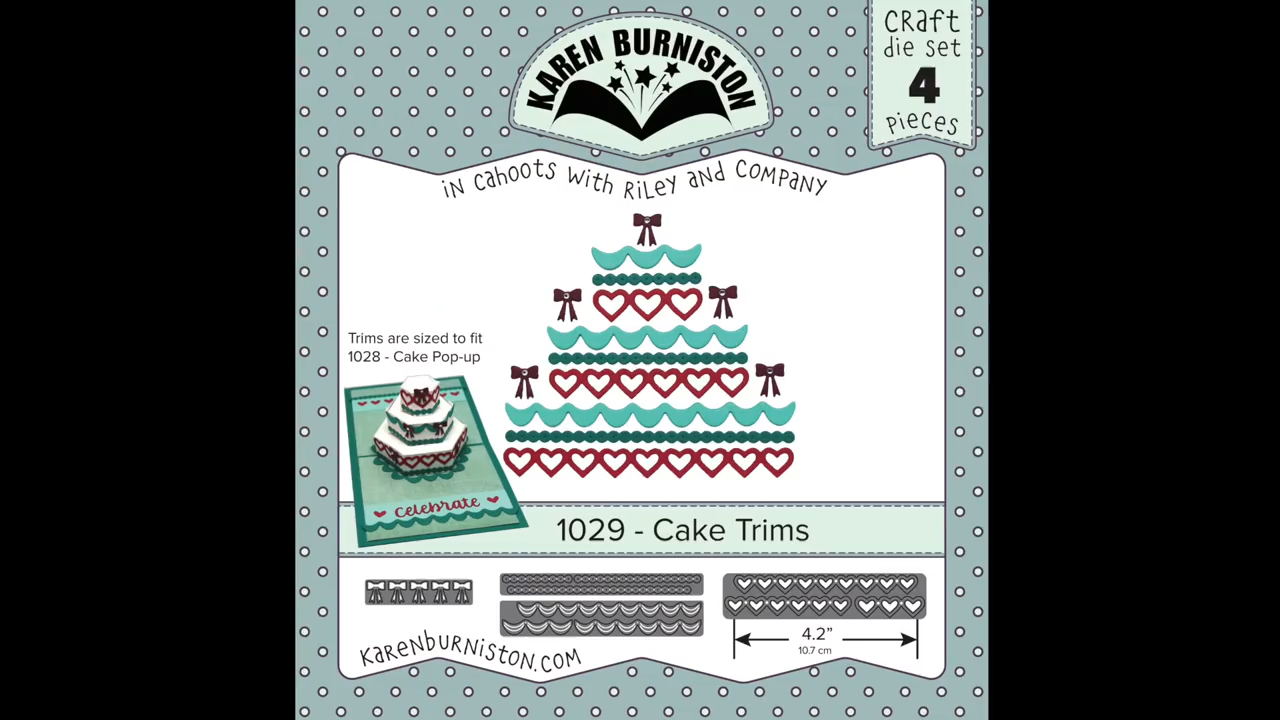 KAREN BURNISTON
CRaft
die set
4
pieces
iN cahoots with RiLey aNd COMPANY
Trims are sized to fit
1028 - Cake Pop-up
celebrate
1029 - Cake Trims
4.2”
10.7 cm
KARENBURNiSTON.COM